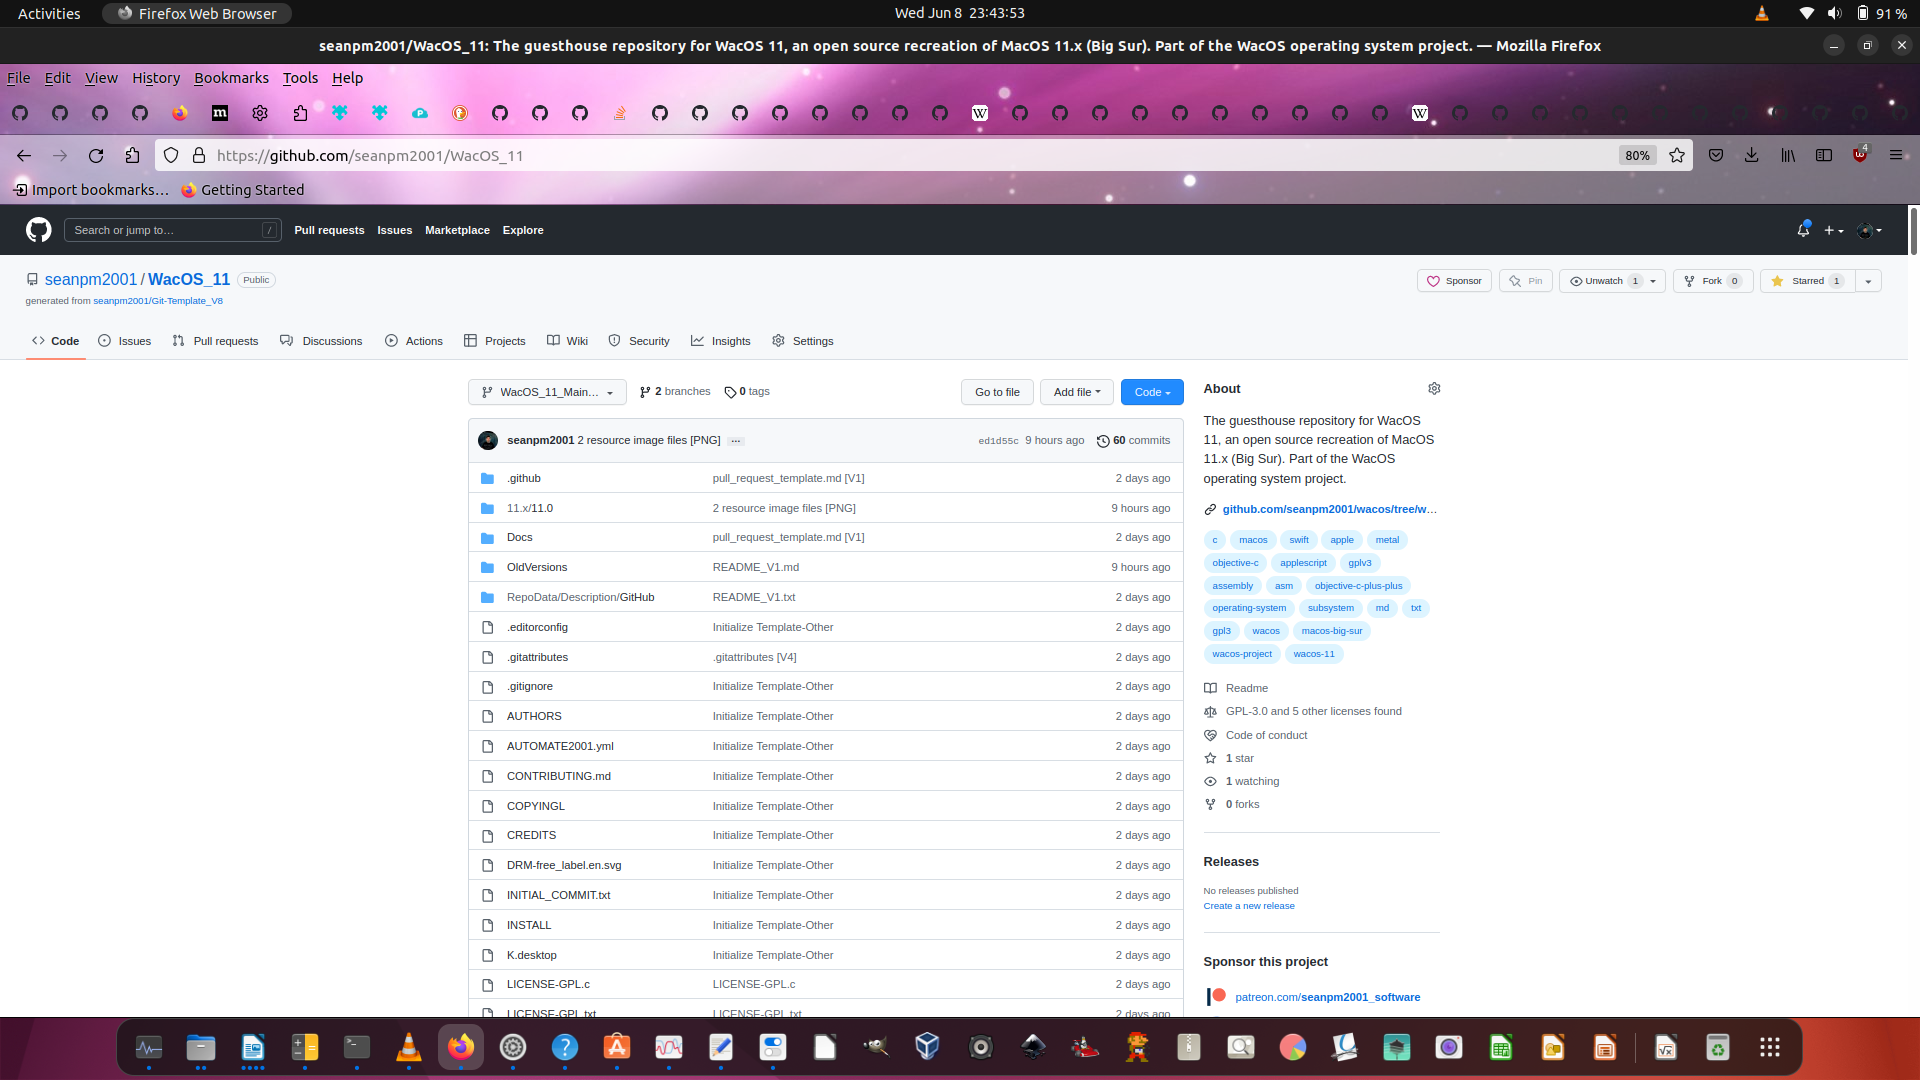 Activities
Firefox Web Browser
Wed Jun 8 23:43:53
91 %
seanpm2001/WacOS_11: The guesthouse repository for WacOS 11, an open source recreation of MacOS 11.x (Big Sur). Part of the WacOS operating system project. — Mozilla Firefox
File Edit View History Bookmarks Tools Help
https://github.com/seanpm2001/WacOS_11
80%
4
Import bookmarks…
Getting Started
Search or jump to…
/
Pull requests
Issues
Marketplace
Explore
seanpm2001 / WacOS_11
Public
generated from seanpm2001/Git-Template_V8
Sponsor
Pin
Unwatch 1
Fork 0
Starred 1
Code
Issues
Pull requests
Discussions
Actions
Projects
Wiki
Security
Insights
Settings
WacOS_11_Main…
2 branches
0 tags
Go to file
Add file
Code
seanpm2001 2 resource image files [PNG] …
ed1d55c 9 hours ago
60 commits
.github pull_request_template.md [V1] 2 days ago
11.x/11.0 2 resource image files [PNG] 9 hours ago
Docs pull_request_template.md [V1] 2 days ago
OldVersions README_V1.md 9 hours ago
RepoData/Description/GitHub README_V1.txt 2 days ago
.editorconfig Initialize Template-Other 2 days ago
.gitattributes .gitattributes [V4] 2 days ago
.gitignore Initialize Template-Other 2 days ago
AUTHORS Initialize Template-Other 2 days ago
AUTOMATE2001.yml Initialize Template-Other 2 days ago
CONTRIBUTING.md Initialize Template-Other 2 days ago
COPYINGL Initialize Template-Other 2 days ago
CREDITS Initialize Template-Other 2 days ago
DRM-free_label.en.svg Initialize Template-Other 2 days ago
INITIAL_COMMIT.txt Initialize Template-Other 2 days ago
INSTALL Initialize Template-Other 2 days ago
K.desktop Initialize Template-Other 2 days ago
LICENSE-GPL.c LICENSE-GPL.c 2 days ago
LICENSE-GPL.txt LICENSE-GPL.txt 2 days ago
About
The guesthouse repository for WacOS
11, an open source recreation of MacOS
11.x (Big Sur). Part of the WacOS
operating system project.
github.com/seanpm2001/wacos/tree/w…
c macos swift apple metal
objective-c applescript gplv3
assembly asm objective-c-plus-plus
operating-system subsystem md txt
gpl3 wacos macos-big-sur
wacos-project wacos-11
Readme
GPL-3.0 and 5 other licenses found
Code of conduct
1 star
1 watching
0 forks
Releases
No releases published
Create a new release
Sponsor this project
patreon.com/seanpm2001_software